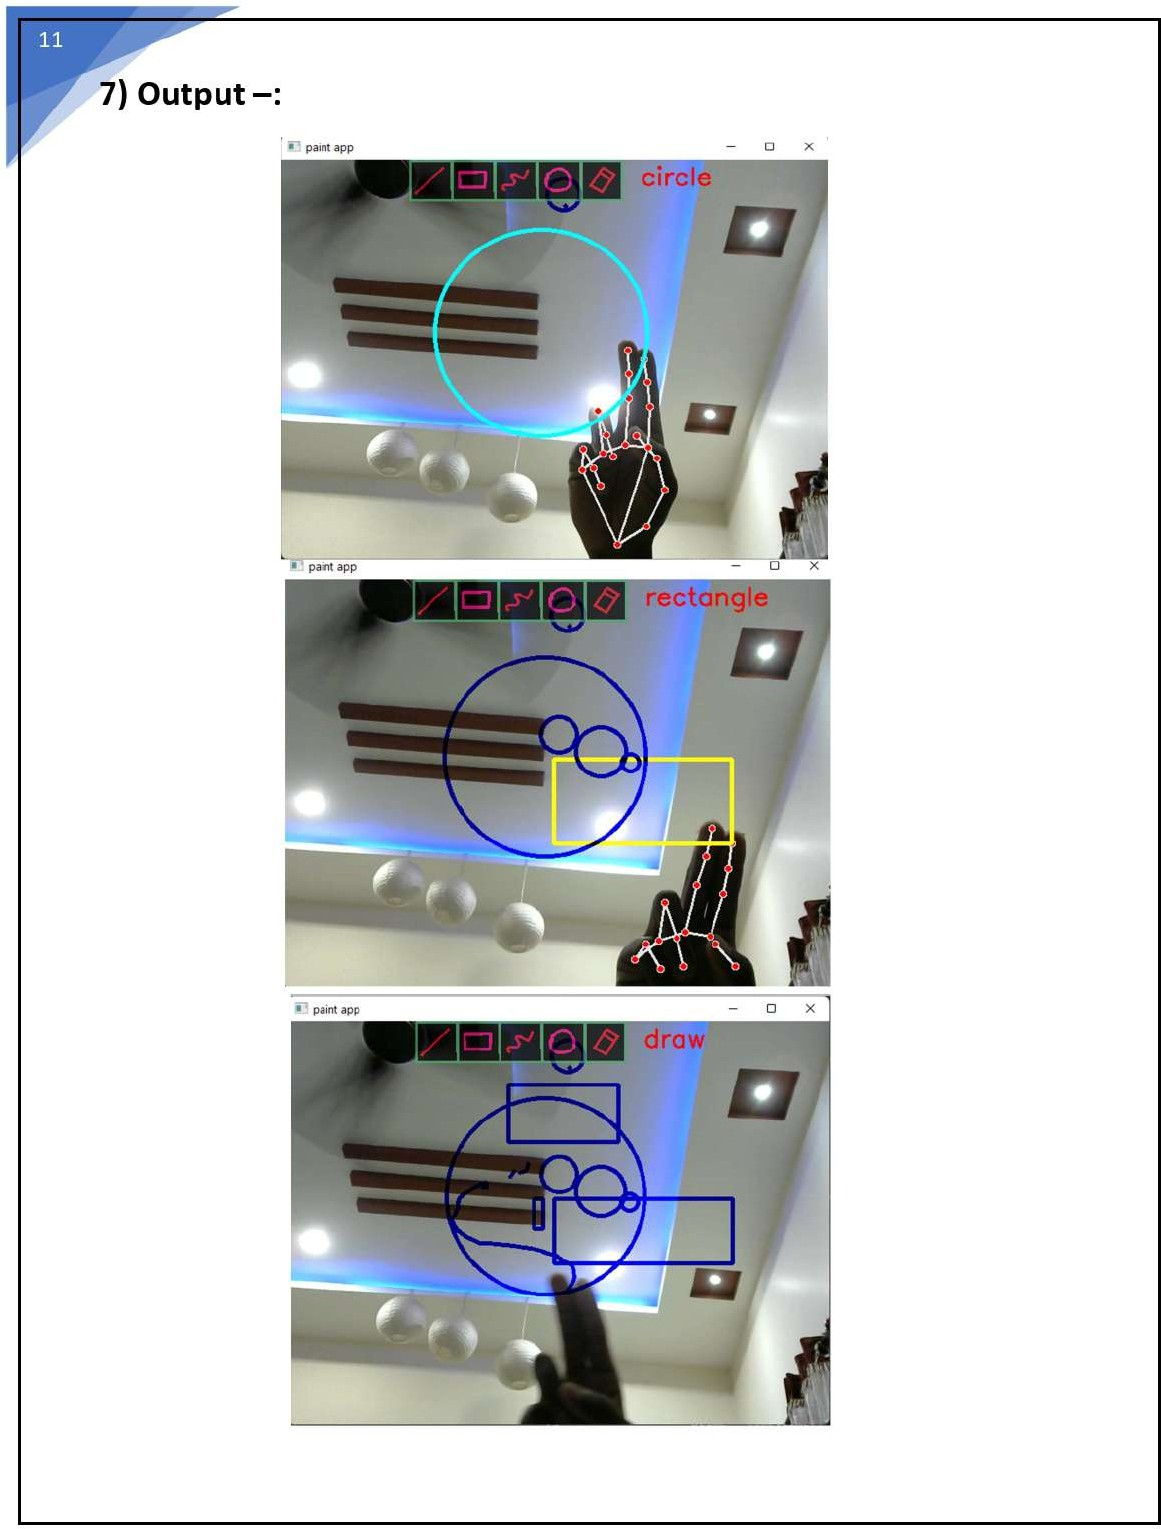 11
7) Output –:
paint app
circle
paint app
rectangle
paint app
draw